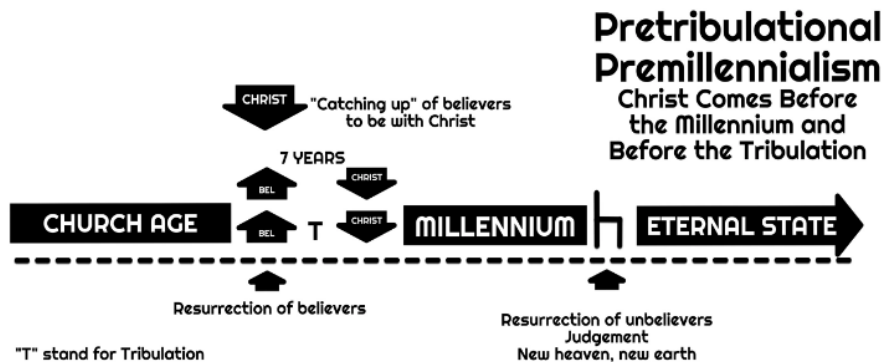 Pretribulational
Premillennialism
Christ Comes Before
the Millennium and
Before the Tribulation
CHRIST
"Catching up" of believers
to be with Christ
7 YEARS
BEL
CHRIST
CHURCH AGE
BEL
T
CHRIST
MILLENNIUM
ETERNAL STATE
Resurrection of believers
Resurrection of unbelievers
Judgement
New heaven, new earth
"T" stand for Tribulation